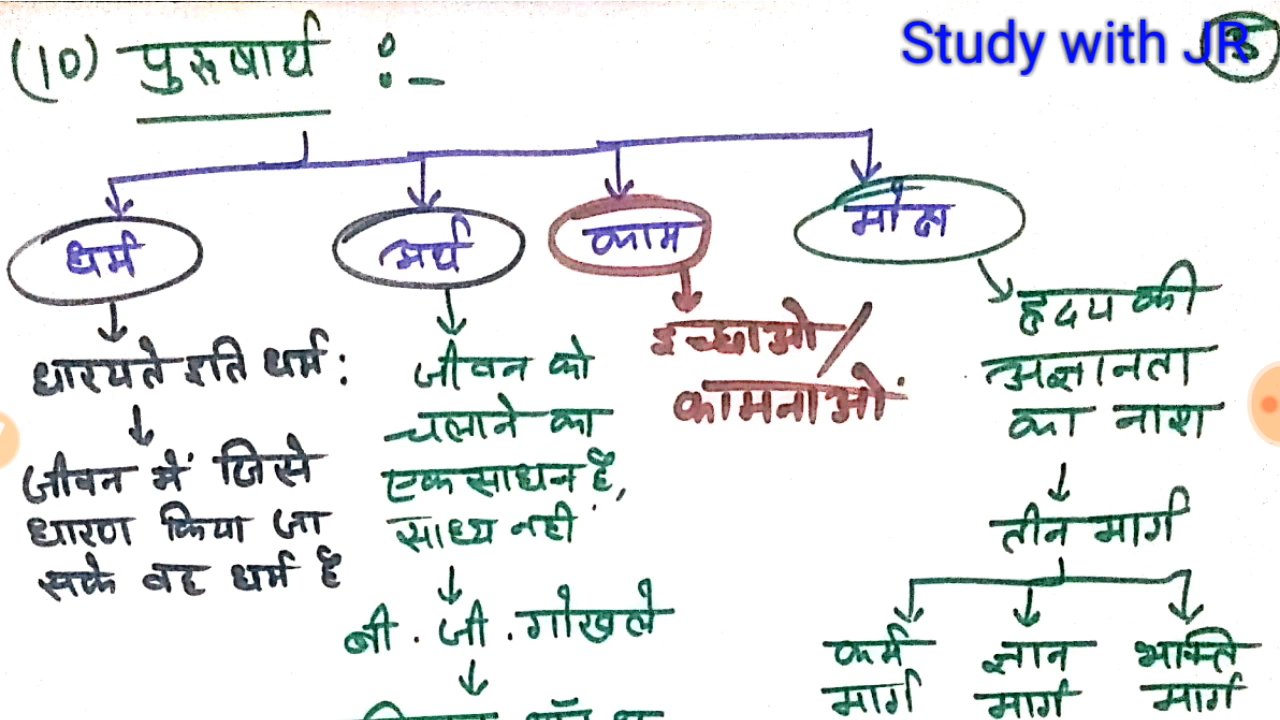 (10) पुरुषार्थ :-
Study with JR
धर्म
अर्थ
काम
मोक्ष
धारयते इति धर्म:
जीवन में जिसे
धारण किया जा
सके वह धर्म है
जीवन को
चलाने का
एक साधन है,
साध्य नहीं
बी. जी. गोखले
इच्छाओ/
कामनाओं
हृदय की
अज्ञानता
का नाश
तीन मार्ग
कर्म
मार्ग
ज्ञान
मार्ग
भक्ति
मार्ग